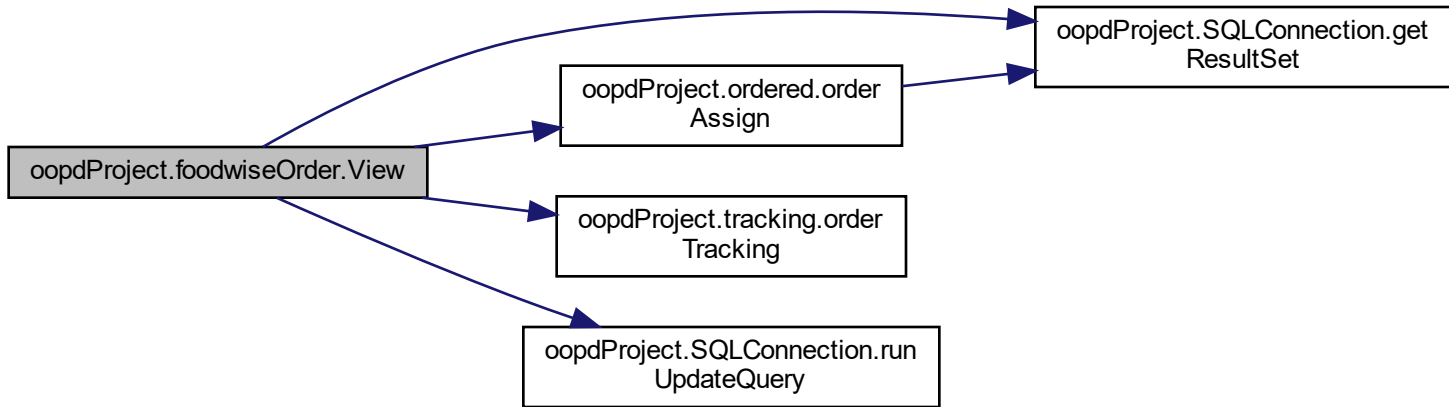 oopdProject.foodwiseOrder.View
oopdProject.SQLConnection.get
ResultSet
oopdProject.ordered.order
Assign
oopdProject.tracking.order
Tracking
oopdProject.SQLConnection.run
UpdateQuery